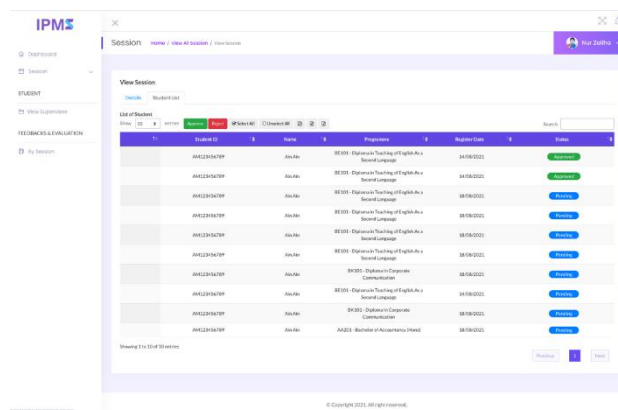 IPMS
Session Home / View All Session / View Session
Nur Zaliha
Dashboard
Session
STUDENT
View Supervisee
FEEDBACKS & EVALUATION
By Session
View Session
Details Student List
List of Student
Show 10 entries Approve Reject Select All Unselect All
Search:
Student ID Name Programme Register Date Status
AM123456789 Ain Ain BE101 - Diploma in Teaching of English As a Second Language 14/08/2021 Approved
AM123456789 Ain Ain BE101 - Diploma in Teaching of English As a Second Language 14/08/2021 Approved
AM123456789 Ain Ain BE101 - Diploma in Teaching of English As a Second Language 18/08/2021 Pending
AM123456789 Ain Ain BE101 - Diploma in Teaching of English As a Second Language 18/08/2021 Pending
AM123456789 Ain Ain BE101 - Diploma in Teaching of English As a Second Language 18/08/2021 Pending
AM123456789 Ain Ain BE101 - Diploma in Teaching of English As a Second Language 18/08/2021 Pending
AM123456789 Ain Ain BK101 - Diploma in Corporate Communication 18/08/2021 Pending
AM123456789 Ain Ain BE101 - Diploma in Teaching of English As a Second Language 14/08/2021 Pending
AM123456789 Ain Ain BK101 - Diploma in Corporate Communication 18/08/2021 Pending
AM123456789 Ain Ain AA201 - Bachelor of Accountancy (Hons) 18/08/2021 Pending
Showing 1 to 10 of 10 entries
Previous 1 Next
© Copyright 2021. All right reserved.